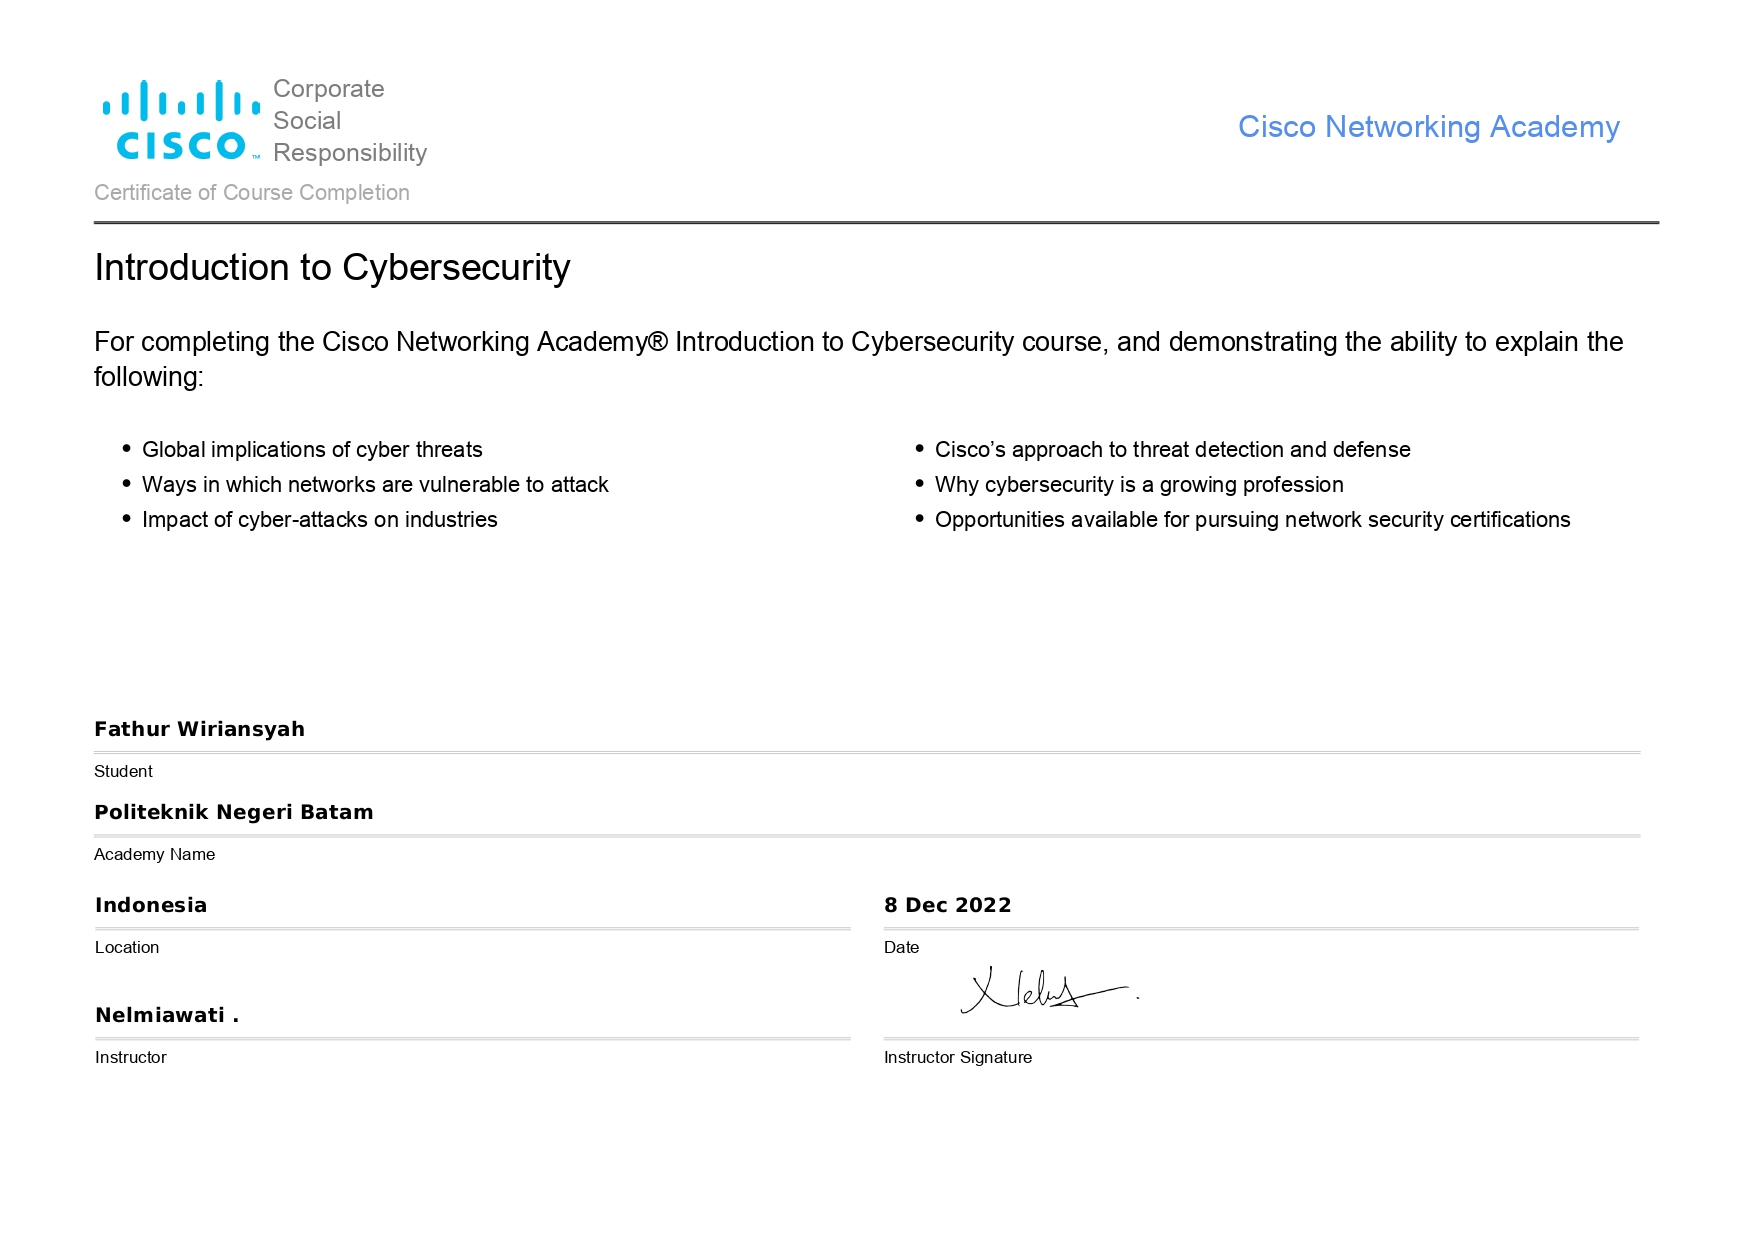 Corporate
Social
Responsibility
CISCO™
Cisco Networking Academy
Certificate of Course Completion
Introduction to Cybersecurity
For completing the Cisco Networking Academy® Introduction to Cybersecurity course, and demonstrating the ability to explain the
following:
• Global implications of cyber threats
• Ways in which networks are vulnerable to attack
• Impact of cyber-attacks on industries
• Cisco’s approach to threat detection and defense
• Why cybersecurity is a growing profession
• Opportunities available for pursuing network security certifications
Fathur Wiriansyah
Student
Politeknik Negeri Batam
Academy Name
Indonesia
Location
8 Dec 2022
Date
Nelmiawati .
Instructor
Instructor Signature